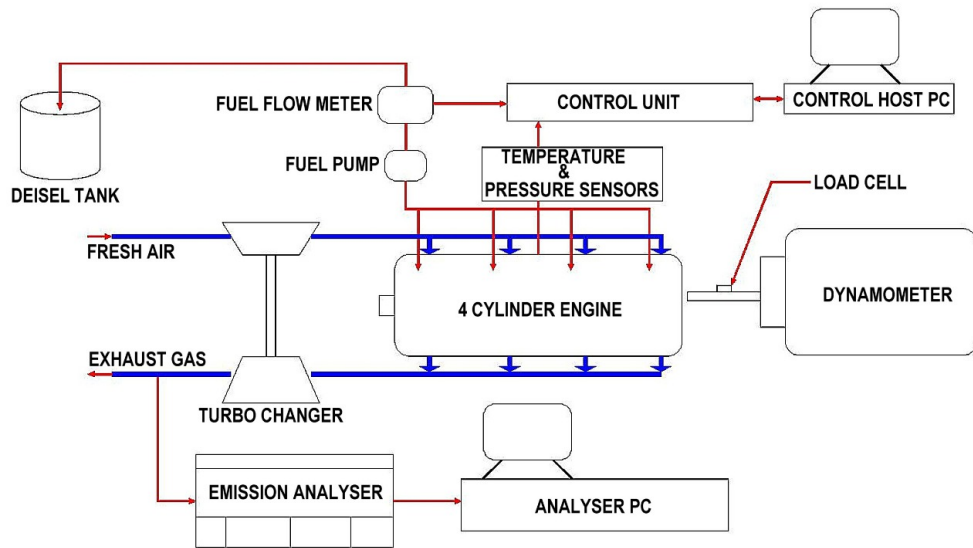 FUEL FLOW METER
CONTROL UNIT
CONTROL HOST PC
FUEL PUMP
TEMPERATURE
&
PRESSURE SENSORS
DEISEL TANK
LOAD CELL
FRESH AIR
4 CYLINDER ENGINE
DYNAMOMETER
EXHAUST GAS
TURBO CHANGER
EMISSION ANALYSER
ANALYSER PC